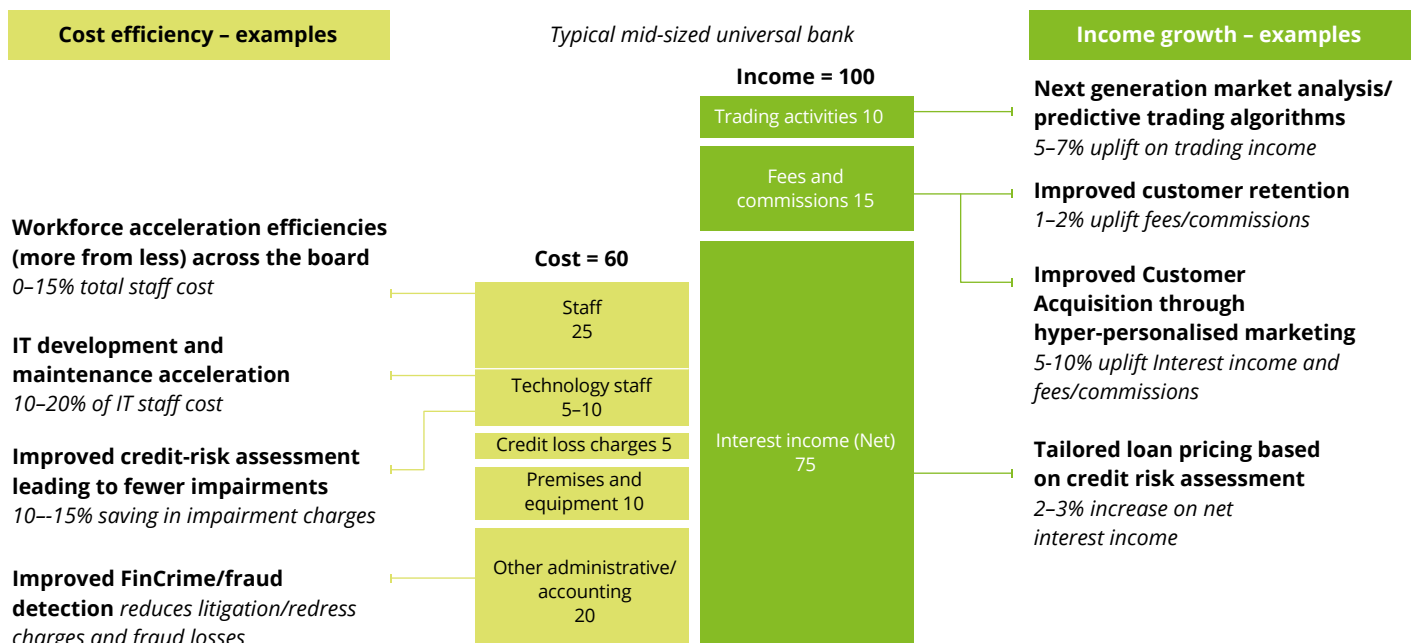 Cost efficiency – examples
Typical mid-sized universal bank
Income growth – examples
Workforce acceleration efficiencies
(more from less) across the board
0–15% total staff cost
IT development and
maintenance acceleration
10–20% of IT staff cost
Improved credit-risk assessment
leading to fewer impairments
10–-15% saving in impairment charges
Improved FinCrime/fraud
detection reduces litigation/redress
charges and fraud losses
Cost = 60
Staff
25
Technology staff
5–10
Credit loss charges 5
Premises and
equipment 10
Other administrative/
accounting
20
Income = 100
Trading activities 10
Fees and
commissions 15
Interest income (Net)
75
Next generation market analysis/
predictive trading algorithms
5–7% uplift on trading income
Improved customer retention
1–2% uplift fees/commissions
Improved Customer
Acquisition through
hyper-personalised marketing
5-10% uplift Interest income and
fees/commissions
Tailored loan pricing based
on credit risk assessment
2–3% increase on net
interest income